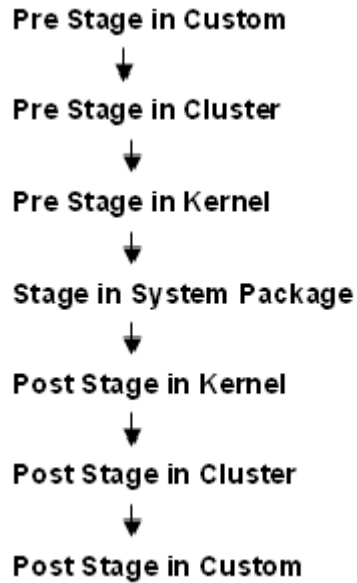 Pre Stage in Custom
Pre Stage in Cluster
Pre Stage in Kernel
Stage in System Package
Post Stage in Kernel
Post Stage in Cluster
Post Stage in Custom